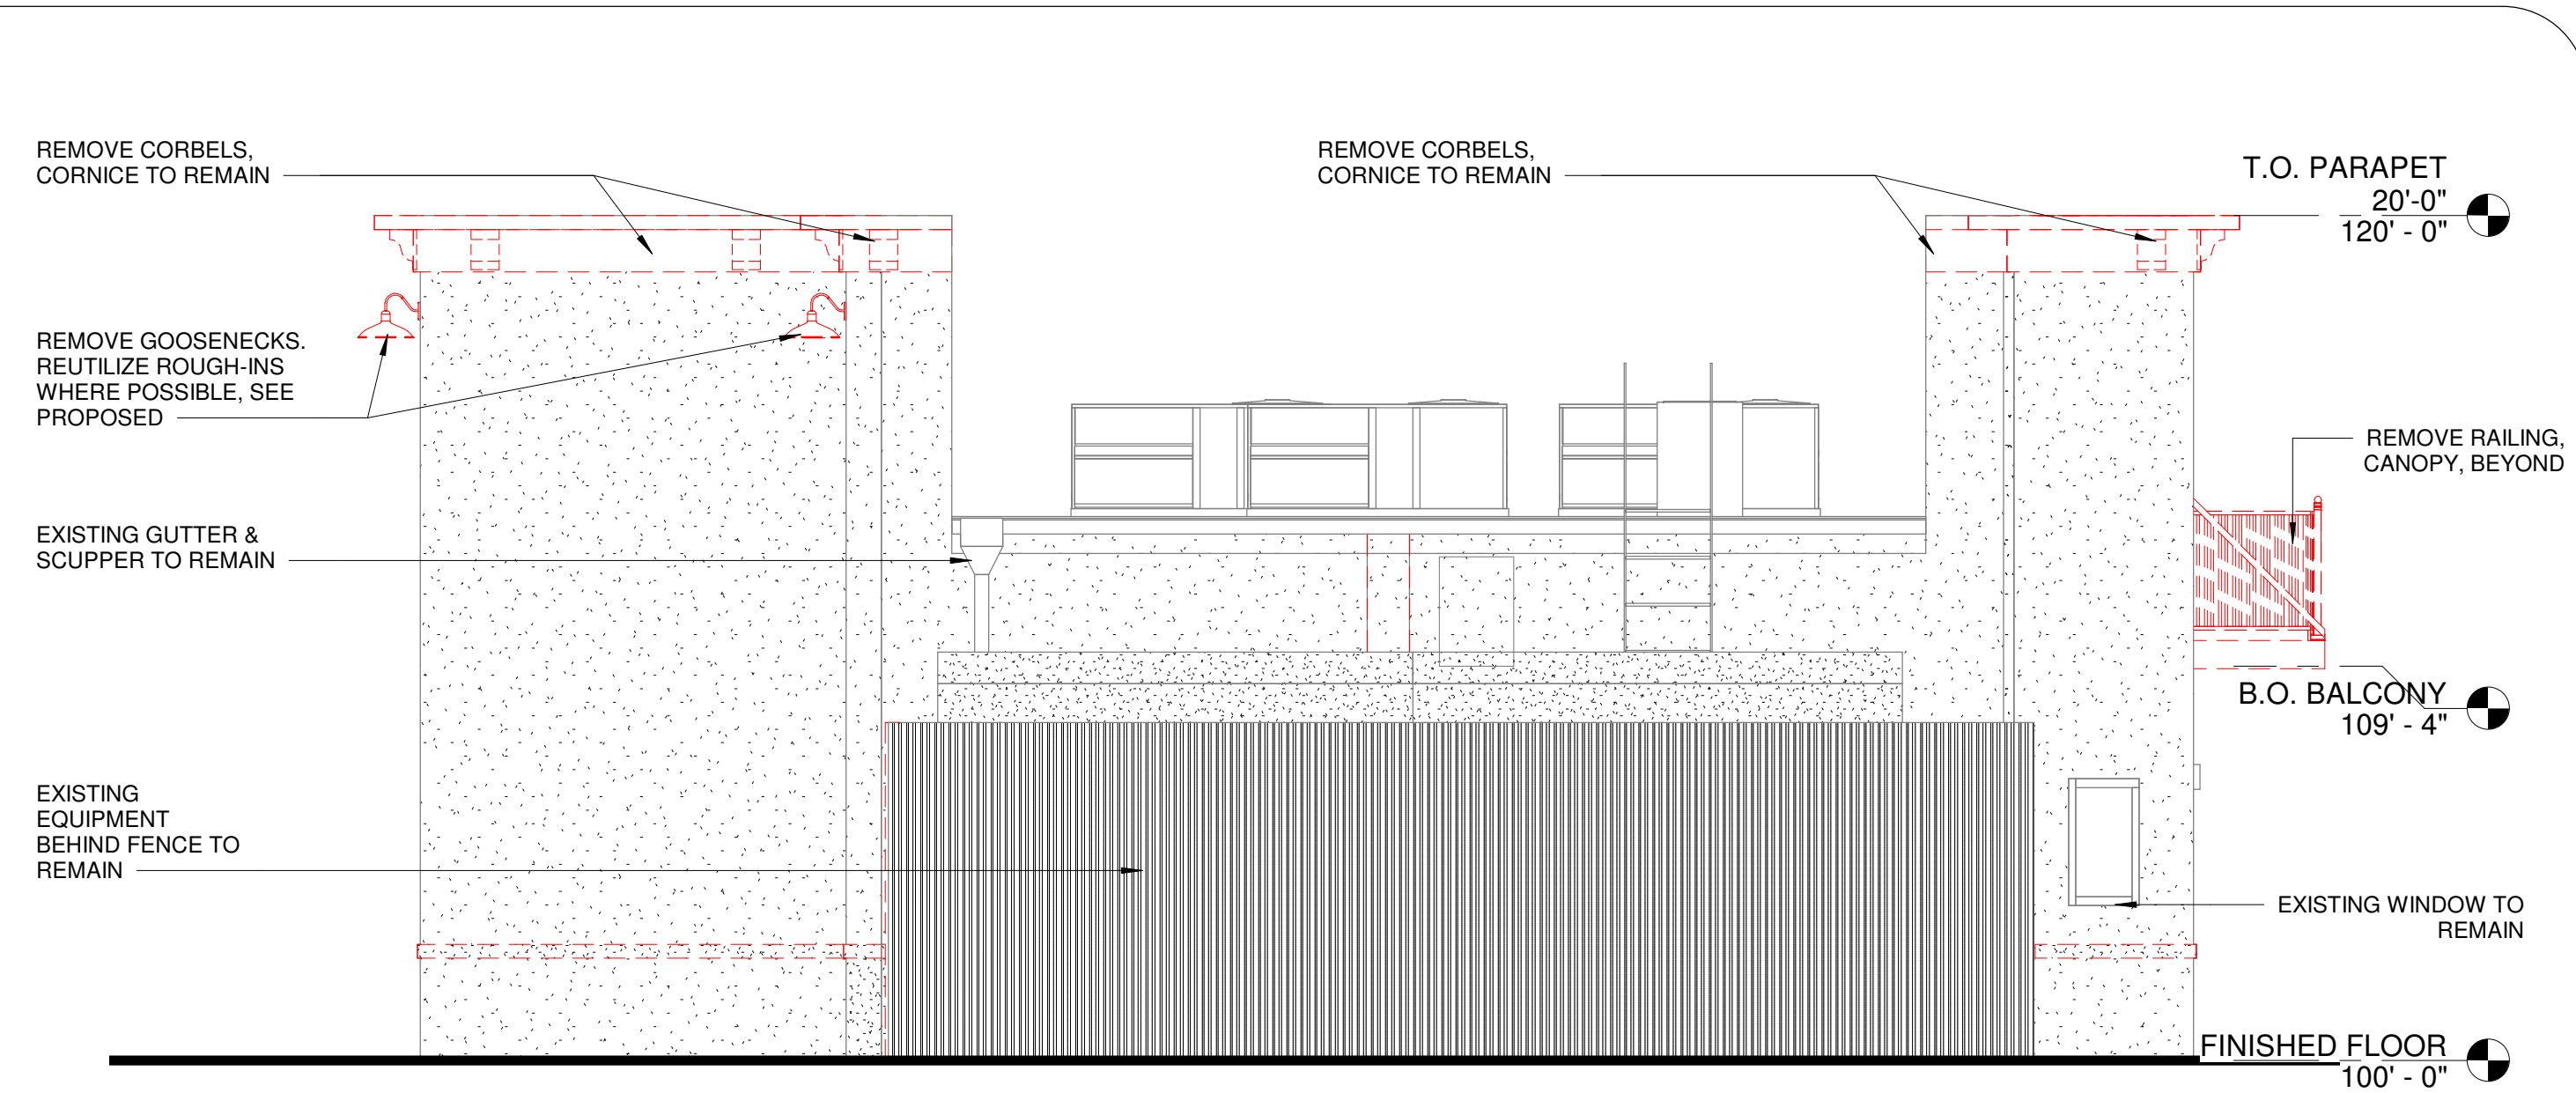 REMOVE CORBELS,
CORNICE TO REMAIN
REMOVE CORBELS,
CORNICE TO REMAIN
T.O. PARAPET
20'-0"
120' - 0"
REMOVE GOOSENECKS.
REUTILIZE ROUGH-INS
WHERE POSSIBLE, SEE
PROPOSED
REMOVE RAILING,
CANOPY, BEYOND
EXISTING GUTTER &
SCUPPER TO REMAIN
B.O. BALCONY
109' - 4"
EXISTING
EQUIPMENT
BEHIND FENCE TO
REMAIN
EXISTING WINDOW TO
REMAIN
FINISHED FLOOR
100' - 0"